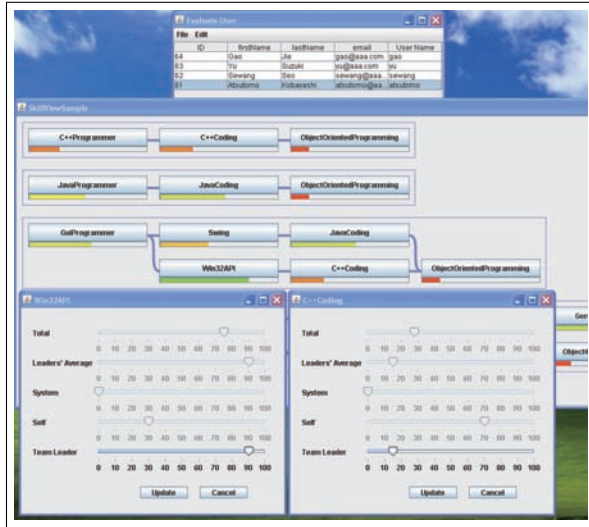 Evaluate User
File Edit
ID firstName lastName email User Name
64 Gao Jie gao@aaa.com gao
63 Yu Suzuki yu@aaa.com yu
62 Sewang Seo sewang@aaa... sewang
61 Atsutomo Kobayashi atsutomo@aa... atsutomo
SkillViewSample
C++Programmer C++Coding ObjectOrientedProgramming
JavaProgrammer JavaCoding ObjectOrientedProgramming
GuiProgrammer Swing JavaCoding
Win32API C++Coding ObjectOrientedProgramming
Win32API
Total
0 10 20 30 40 50 60 70 80 90 100
Leaders' Average
0 10 20 30 40 50 60 70 80 90 100
System
0 10 20 30 40 50 60 70 80 90 100
Self
0 10 20 30 40 50 60 70 80 90 100
Team Leader
0 10 20 30 40 50 60 70 80 90 100
Update Cancel
C++Coding
Total
0 10 20 30 40 50 60 70 80 90 100
Leaders' Average
0 10 20 30 40 50 60 70 80 90 100
System
0 10 20 30 40 50 60 70 80 90 100
Self
0 10 20 30 40 50 60 70 80 90 100
Team Leader
0 10 20 30 40 50 60 70 80 90 100
Update Cancel